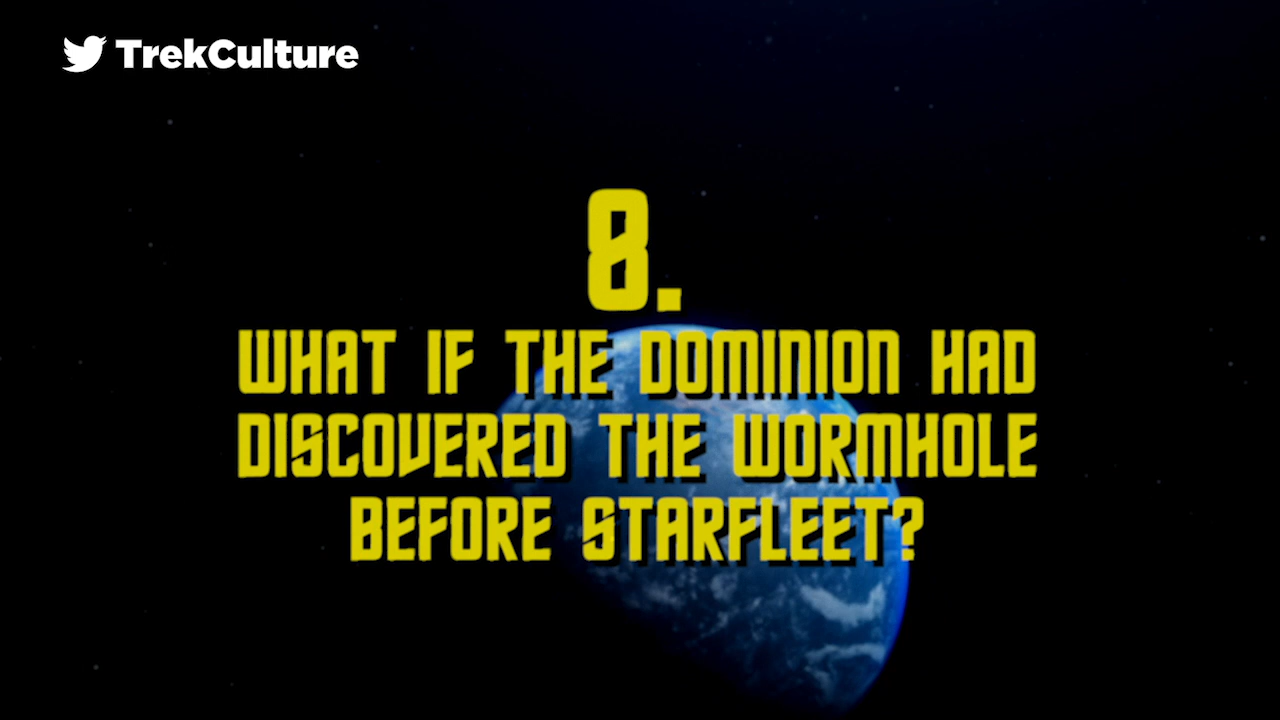 TrekCulture
8.
WHAT IF THE DOMINION HAD
DISCOVERED THE WORMHOLE
BEFORE STARFLEET?